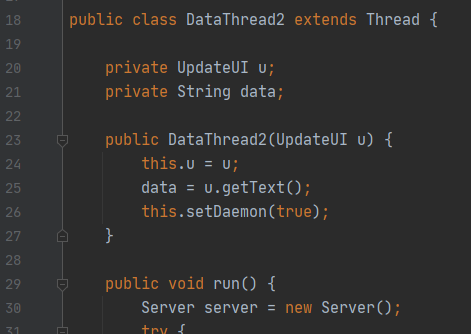 18 public class DataThread2 extends Thread {
19
20 private UpdateUI u;
21 private String data;
22
23 public DataThread2(UpdateUI u) {
24 this.u = u;
25 data = u.getText();
26 this.setDaemon(true);
27 }
28
29 public void run() {
30 Server server = new Server();
31 try {